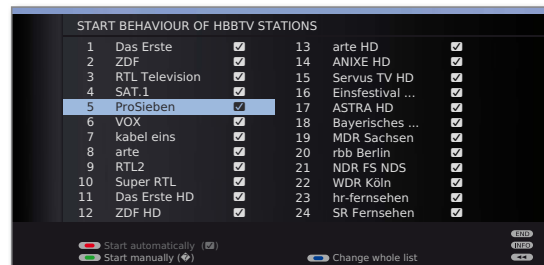 START BEHAVIOUR OF HBBTV STATIONS
1 Das Erste ☑
2 ZDF ☑
3 RTL Television ☑
4 SAT.1 ☑
5 ProSieben ☑
6 VOX ☑
7 kabel eins ☑
8 arte ☑
9 RTL2 ☑
10 Super RTL ☑
11 Das Erste HD ☑
12 ZDF HD ☑
13 arte HD ☑
14 ANIXE HD ☑
15 Servus TV HD ☑
16 Einsfestival ... ☑
17 ASTRA HD ☑
18 Bayerisches ... ☑
19 MDR Sachsen ☑
20 rbb Berlin ☑
21 NDR FS NDS ☑
22 WDR Köln ☑
23 hr-fernsehen ☑
24 SR Fernsehen ☑
Start automatically (☑)
Start manually (�)
Change whole list
END
INFO